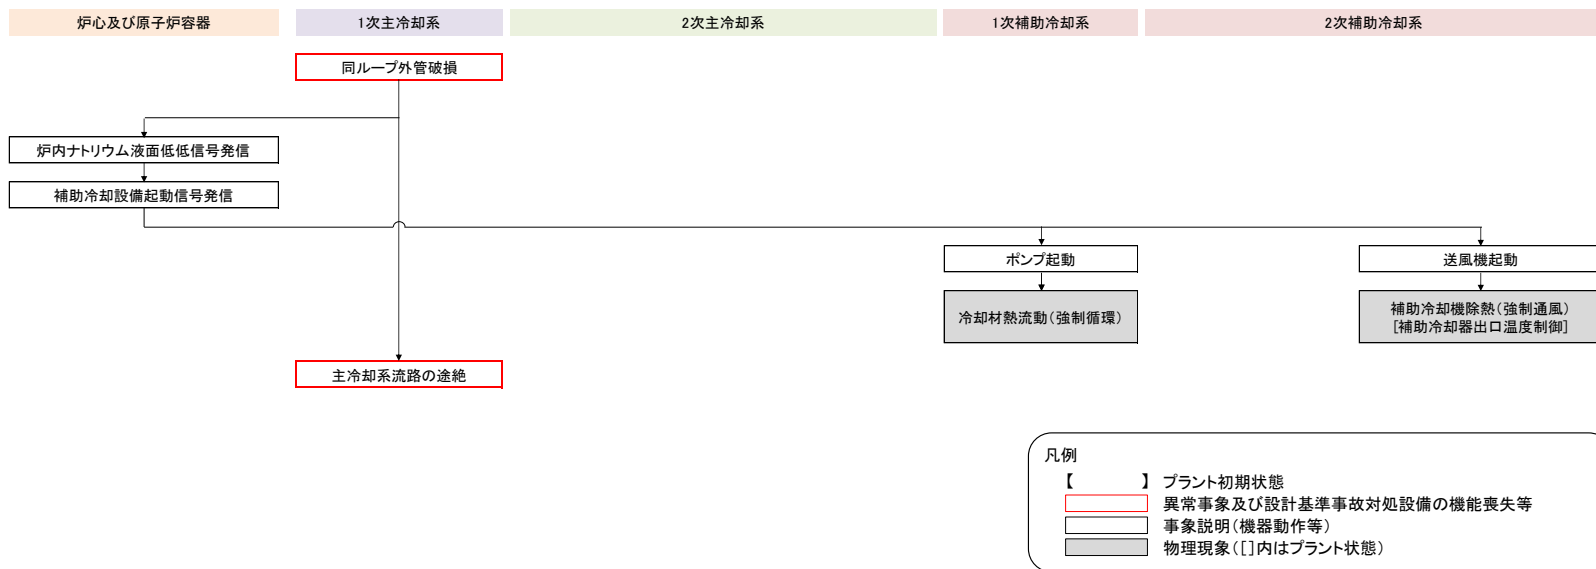 炉心及び原子炉容器
1次主冷却系
2次主冷却系
1次補助冷却系
2次補助冷却系
同ループ外管破損
炉内ナトリウム液面低低信号発信
補助冷却設備起動信号発信
ポンプ起動
送風機起動
冷却材熱流動(強制循環)
補助冷却機除熱(強制通風)
[補助冷却器出口温度制御]
主冷却系流路の途絶
凡例
【 】 プラント初期状態
異常事象及び設計基準事故対処設備の機能喪失等
事象説明(機器動作等)
物理現象([]内はプラント状態)